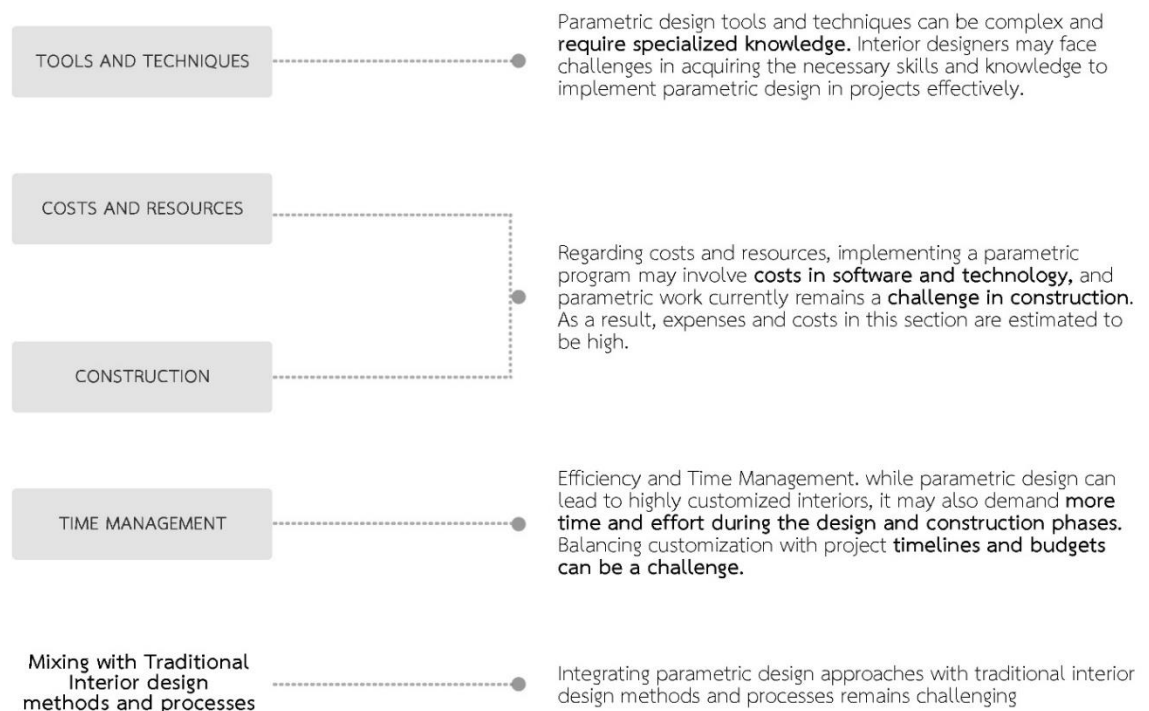 TOOLS AND TECHNIQUES
Parametric design tools and techniques can be complex and
require specialized knowledge. Interior designers may face
challenges in acquiring the necessary skills and knowledge to
implement parametric design in projects effectively.
COSTS AND RESOURCES
CONSTRUCTION
Regarding costs and resources, implementing a parametric
program may involve costs in software and technology, and
parametric work currently remains a challenge in construction.
As a result, expenses and costs in this section are estimated to
be high.
TIME MANAGEMENT
Efficiency and Time Management. while parametric design can
lead to highly customized interiors, it may also demand more
time and effort during the design and construction phases.
Balancing customization with project timelines and budgets
can be a challenge.
Mixing with Traditional
Interior design
methods and processes
Integrating parametric design approaches with traditional interior
design methods and processes remains challenging